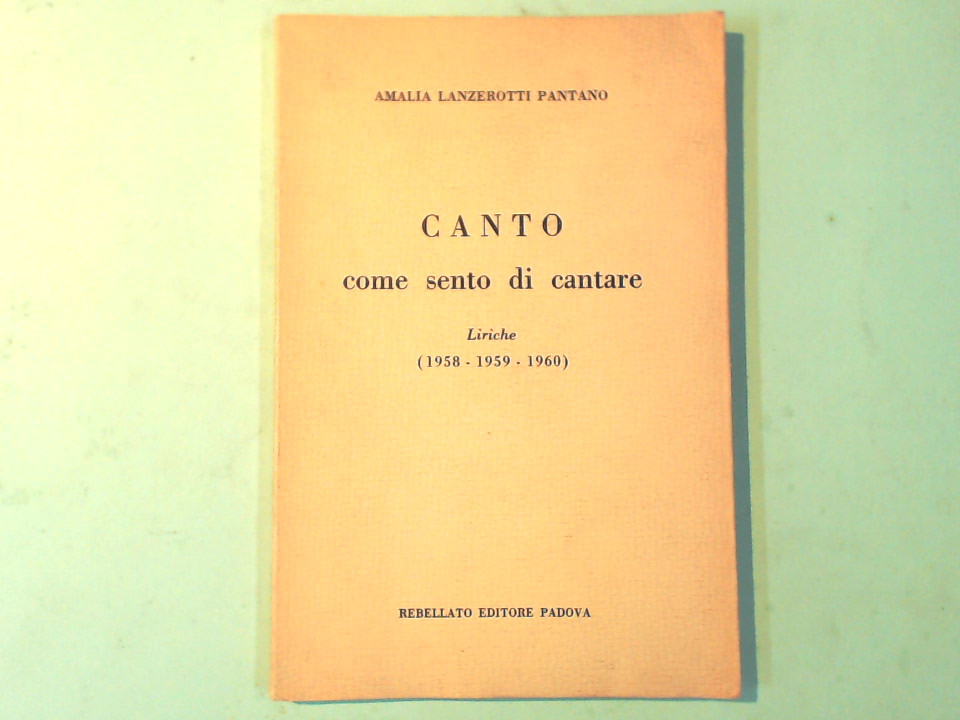 AMALIA LANZEROTTI PANTANO
CANTO
come sento di cantare
Liriche
(1958 - 1959 - 1960)
REBELLATO EDITORE PADOVA